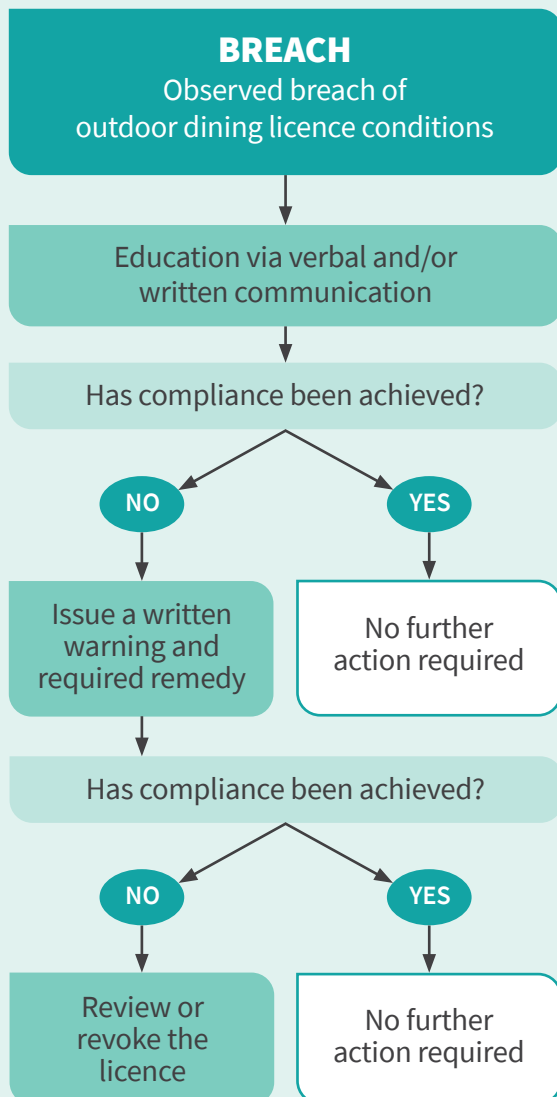 BREACH
Observed breach of
outdoor dining licence conditions
Education via verbal and/or
written communication
Has compliance been achieved?
NO
YES
Issue a written
warning and
required remedy
No further
action required
Has compliance been achieved?
NO
YES
Review or
revoke the
licence
No further
action required